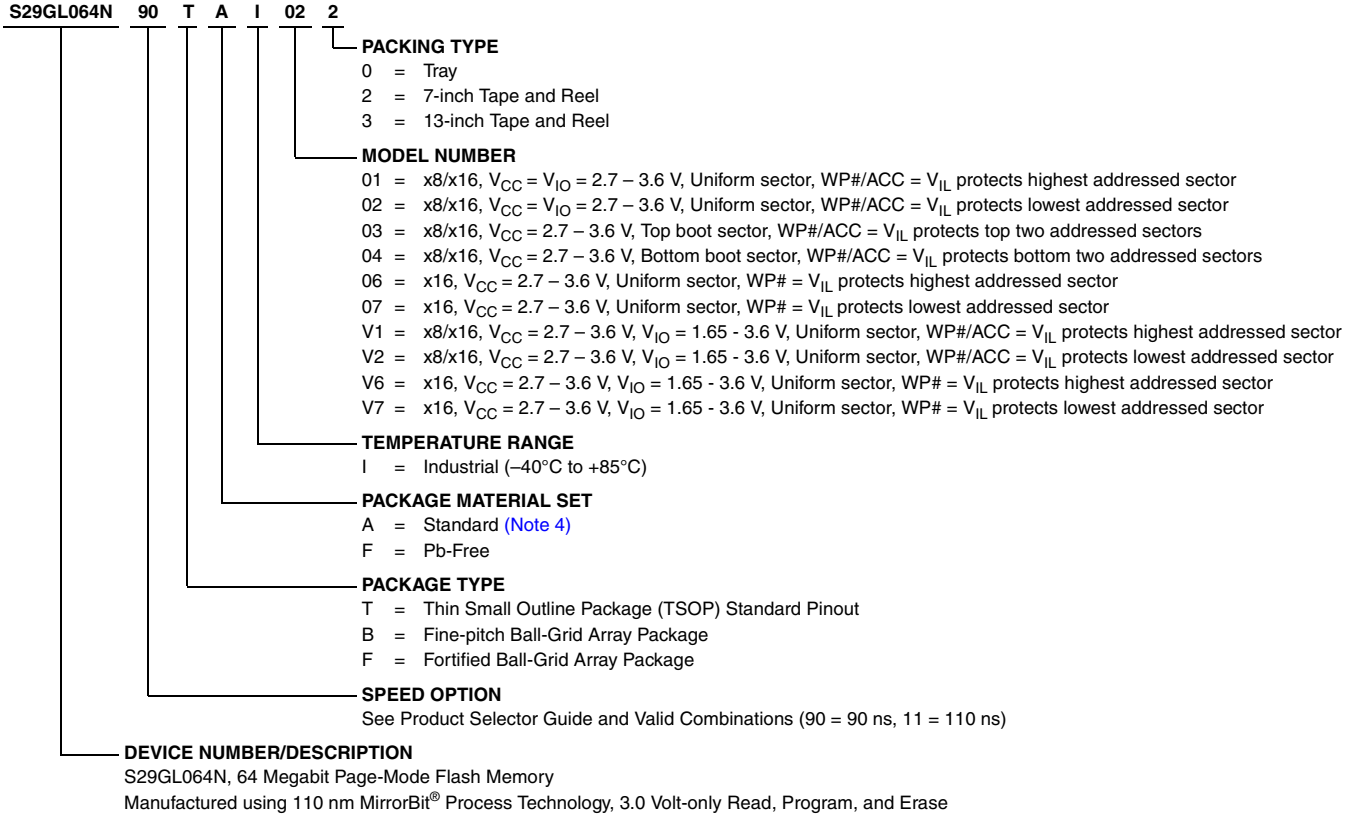 S29GL064N 90 T A I 02 2
PACKING TYPE
0 = Tray
2 = 7-inch Tape and Reel
3 = 13-inch Tape and Reel
MODEL NUMBER
01 = x8/x16, VCC = VIO = 2.7 – 3.6 V, Uniform sector, WP#/ACC = VIL protects highest addressed sector
02 = x8/x16, VCC = VIO = 2.7 – 3.6 V, Uniform sector, WP#/ACC = VIL protects lowest addressed sector
03 = x8/x16, VCC = 2.7 – 3.6 V, Top boot sector, WP#/ACC = VIL protects top two addressed sectors
04 = x8/x16, VCC = 2.7 – 3.6 V, Bottom boot sector, WP#/ACC = VIL protects bottom two addressed sectors
06 = x16, VCC = 2.7 – 3.6 V, Uniform sector, WP# = VIL protects highest addressed sector
07 = x16, VCC = 2.7 – 3.6 V, Uniform sector, WP# = VIL protects lowest addressed sector
V1 = x8/x16, VCC = 2.7 – 3.6 V, VIO = 1.65 - 3.6 V, Uniform sector, WP#/ACC = VIL protects highest addressed sector
V2 = x8/x16, VCC = 2.7 – 3.6 V, VIO = 1.65 - 3.6 V, Uniform sector, WP#/ACC = VIL protects lowest addressed sector
V6 = x16, VCC = 2.7 – 3.6 V, VIO = 1.65 - 3.6 V, Uniform sector, WP# = VIL protects highest addressed sector
V7 = x16, VCC = 2.7 – 3.6 V, VIO = 1.65 - 3.6 V, Uniform sector, WP# = VIL protects lowest addressed sector
TEMPERATURE RANGE
I = Industrial (–40°C to +85°C)
PACKAGE MATERIAL SET
A = Standard (Note 4)
F = Pb-Free
PACKAGE TYPE
T = Thin Small Outline Package (TSOP) Standard Pinout
B = Fine-pitch Ball-Grid Array Package
F = Fortified Ball-Grid Array Package
SPEED OPTION
See Product Selector Guide and Valid Combinations (90 = 90 ns, 11 = 110 ns)
DEVICE NUMBER/DESCRIPTION
S29GL064N, 64 Megabit Page-Mode Flash Memory
Manufactured using 110 nm MirrorBit® Process Technology, 3.0 Volt-only Read, Program, and Erase